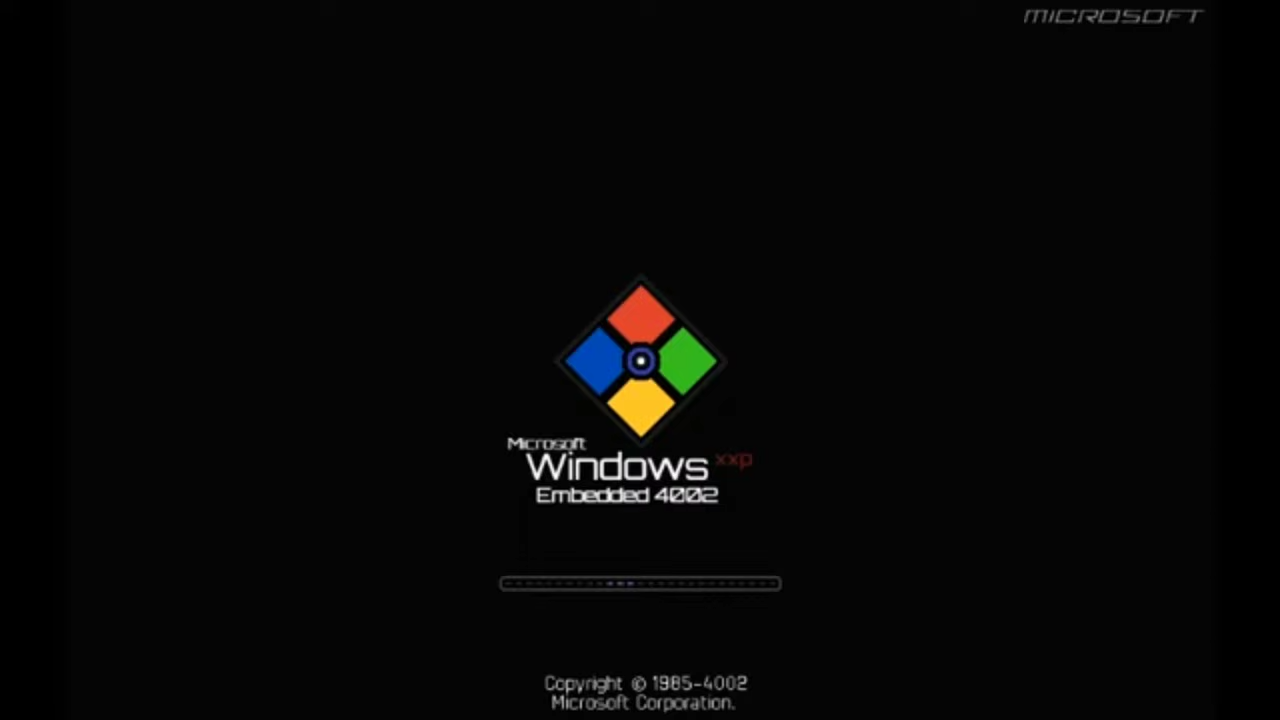 MICROSOFT
Microsoft
Windows xxp
Embedded 4002
Copyright © 1985-4002
Microsoft Corporation.